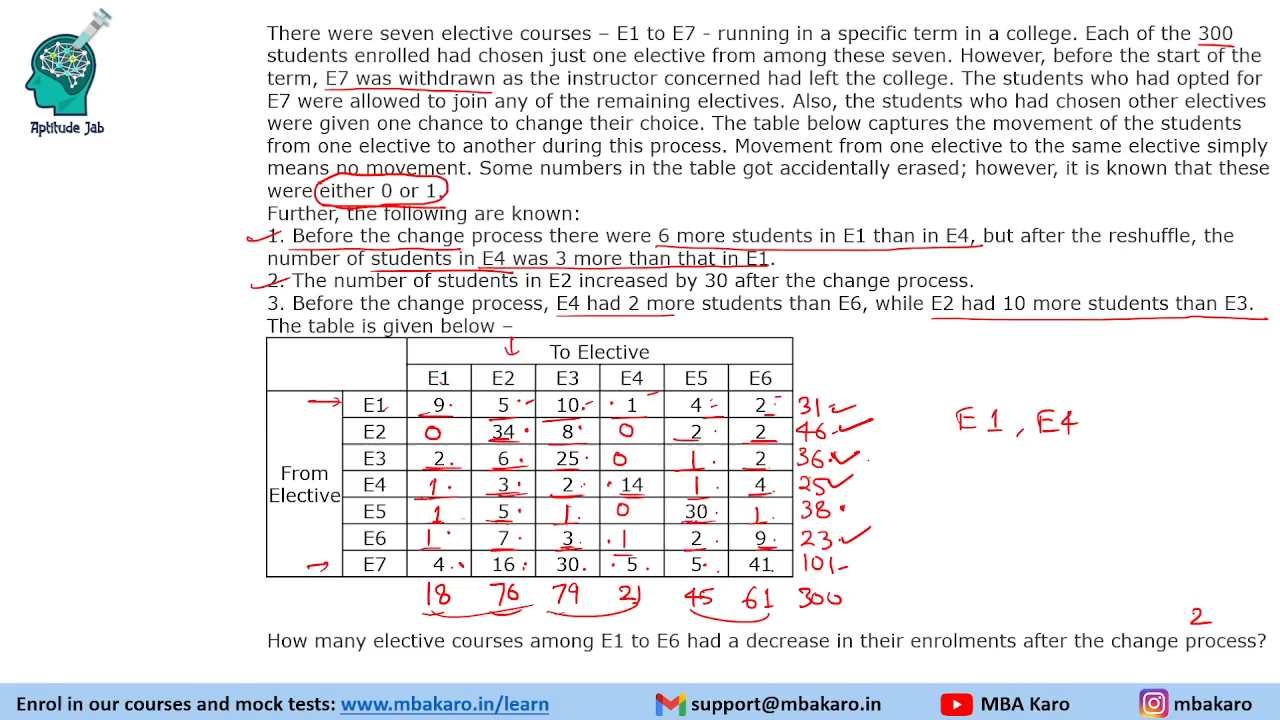 There were seven elective courses – E1 to E7 - running in a specific term in a college. Each of the 300
students enrolled had chosen just one elective from among these seven. However, before the start of the
term, E7 was withdrawn as the instructor concerned had left the college. The students who had opted for
E7 were allowed to join any of the remaining electives. Also, the students who had chosen other electives
were given one chance to change their choice. The table below captures the movement of the students
from one elective to another during this process. Movement from one elective to the same elective simply
means no movement. Some numbers in the table got accidentally erased; however, it is known that these
were either 0 or 1.
Aptitude Jab
Further, the following are known:
1. Before the change process there were 6 more students in E1 than in E4, but after the reshuffle, the
number of students in E4 was 3 more than that in E1.
2. The number of students in E2 increased by 30 after the change process.
3. Before the change process, E4 had 2 more students than E6, while E2 had 10 more students than E3.
The table is given below –
To Elective
E1 E2 E3 E4 E5 E6
From Elective
E1 9 5 10 1 4 2 31
E2 0 34 8 0 2 2 46
E3 2 6 25 0 1 2 36
E4 1 3 2 14 1 4 25
E5 1 5 1 0 30 1 38
E6 1 7 3 1 2 9 23
E7 4 16 30 5 5 41 101
18 76 79 21 45 61 300
E1, E4
2
How many elective courses among E1 to E6 had a decrease in their enrolments after the change process?
Enrol in our courses and mock tests: www.mbakaro.in/learn support@mbakaro.in MBA Karo mbakaro